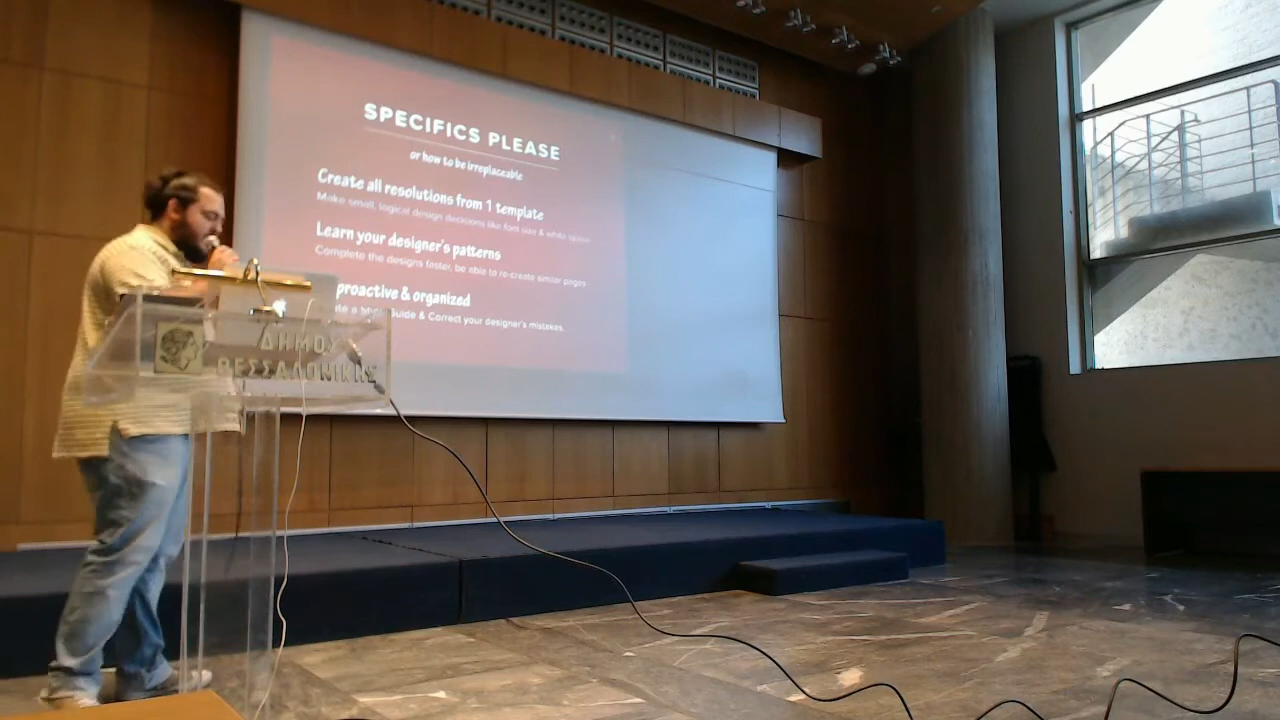 SPECIFICS PLEASE
or how to be irreplaceable
Create all resolutions from 1 template
Make small, logical design decisions like font size & white space
Learn your designer's patterns
Complete the designs faster, be able to re-create similar pages
proactive & organized
Guide & Correct your designer's mistakes.
ΔΗΜΟΣ
ΘΕΣΣΑΛΟΝΙΚΗΣ